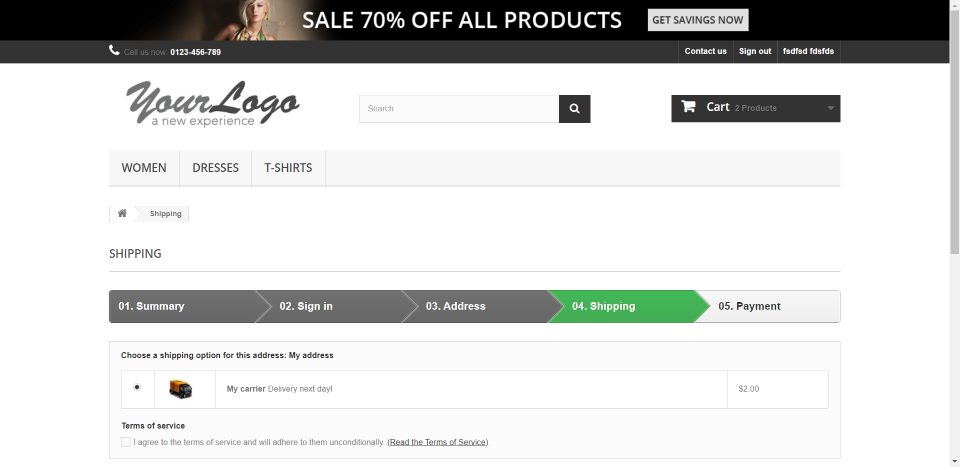 SALE 70% OFF ALL PRODUCTS GET SAVINGS NOW
Call us now: 0123-456-789 Contact us Sign out fsdfsd fdsfds
YourLogo
a new experience
Search
Cart 2 Products
WOMEN DRESSES T-SHIRTS
Shipping
SHIPPING
01. Summary 02. Sign in 03. Address 04. Shipping 05. Payment
Choose a shipping option for this address: My address
My carrier Delivery next day! $2.00
Terms of service
I agree to the terms of service and will adhere to them unconditionally. (Read the Terms of Service)